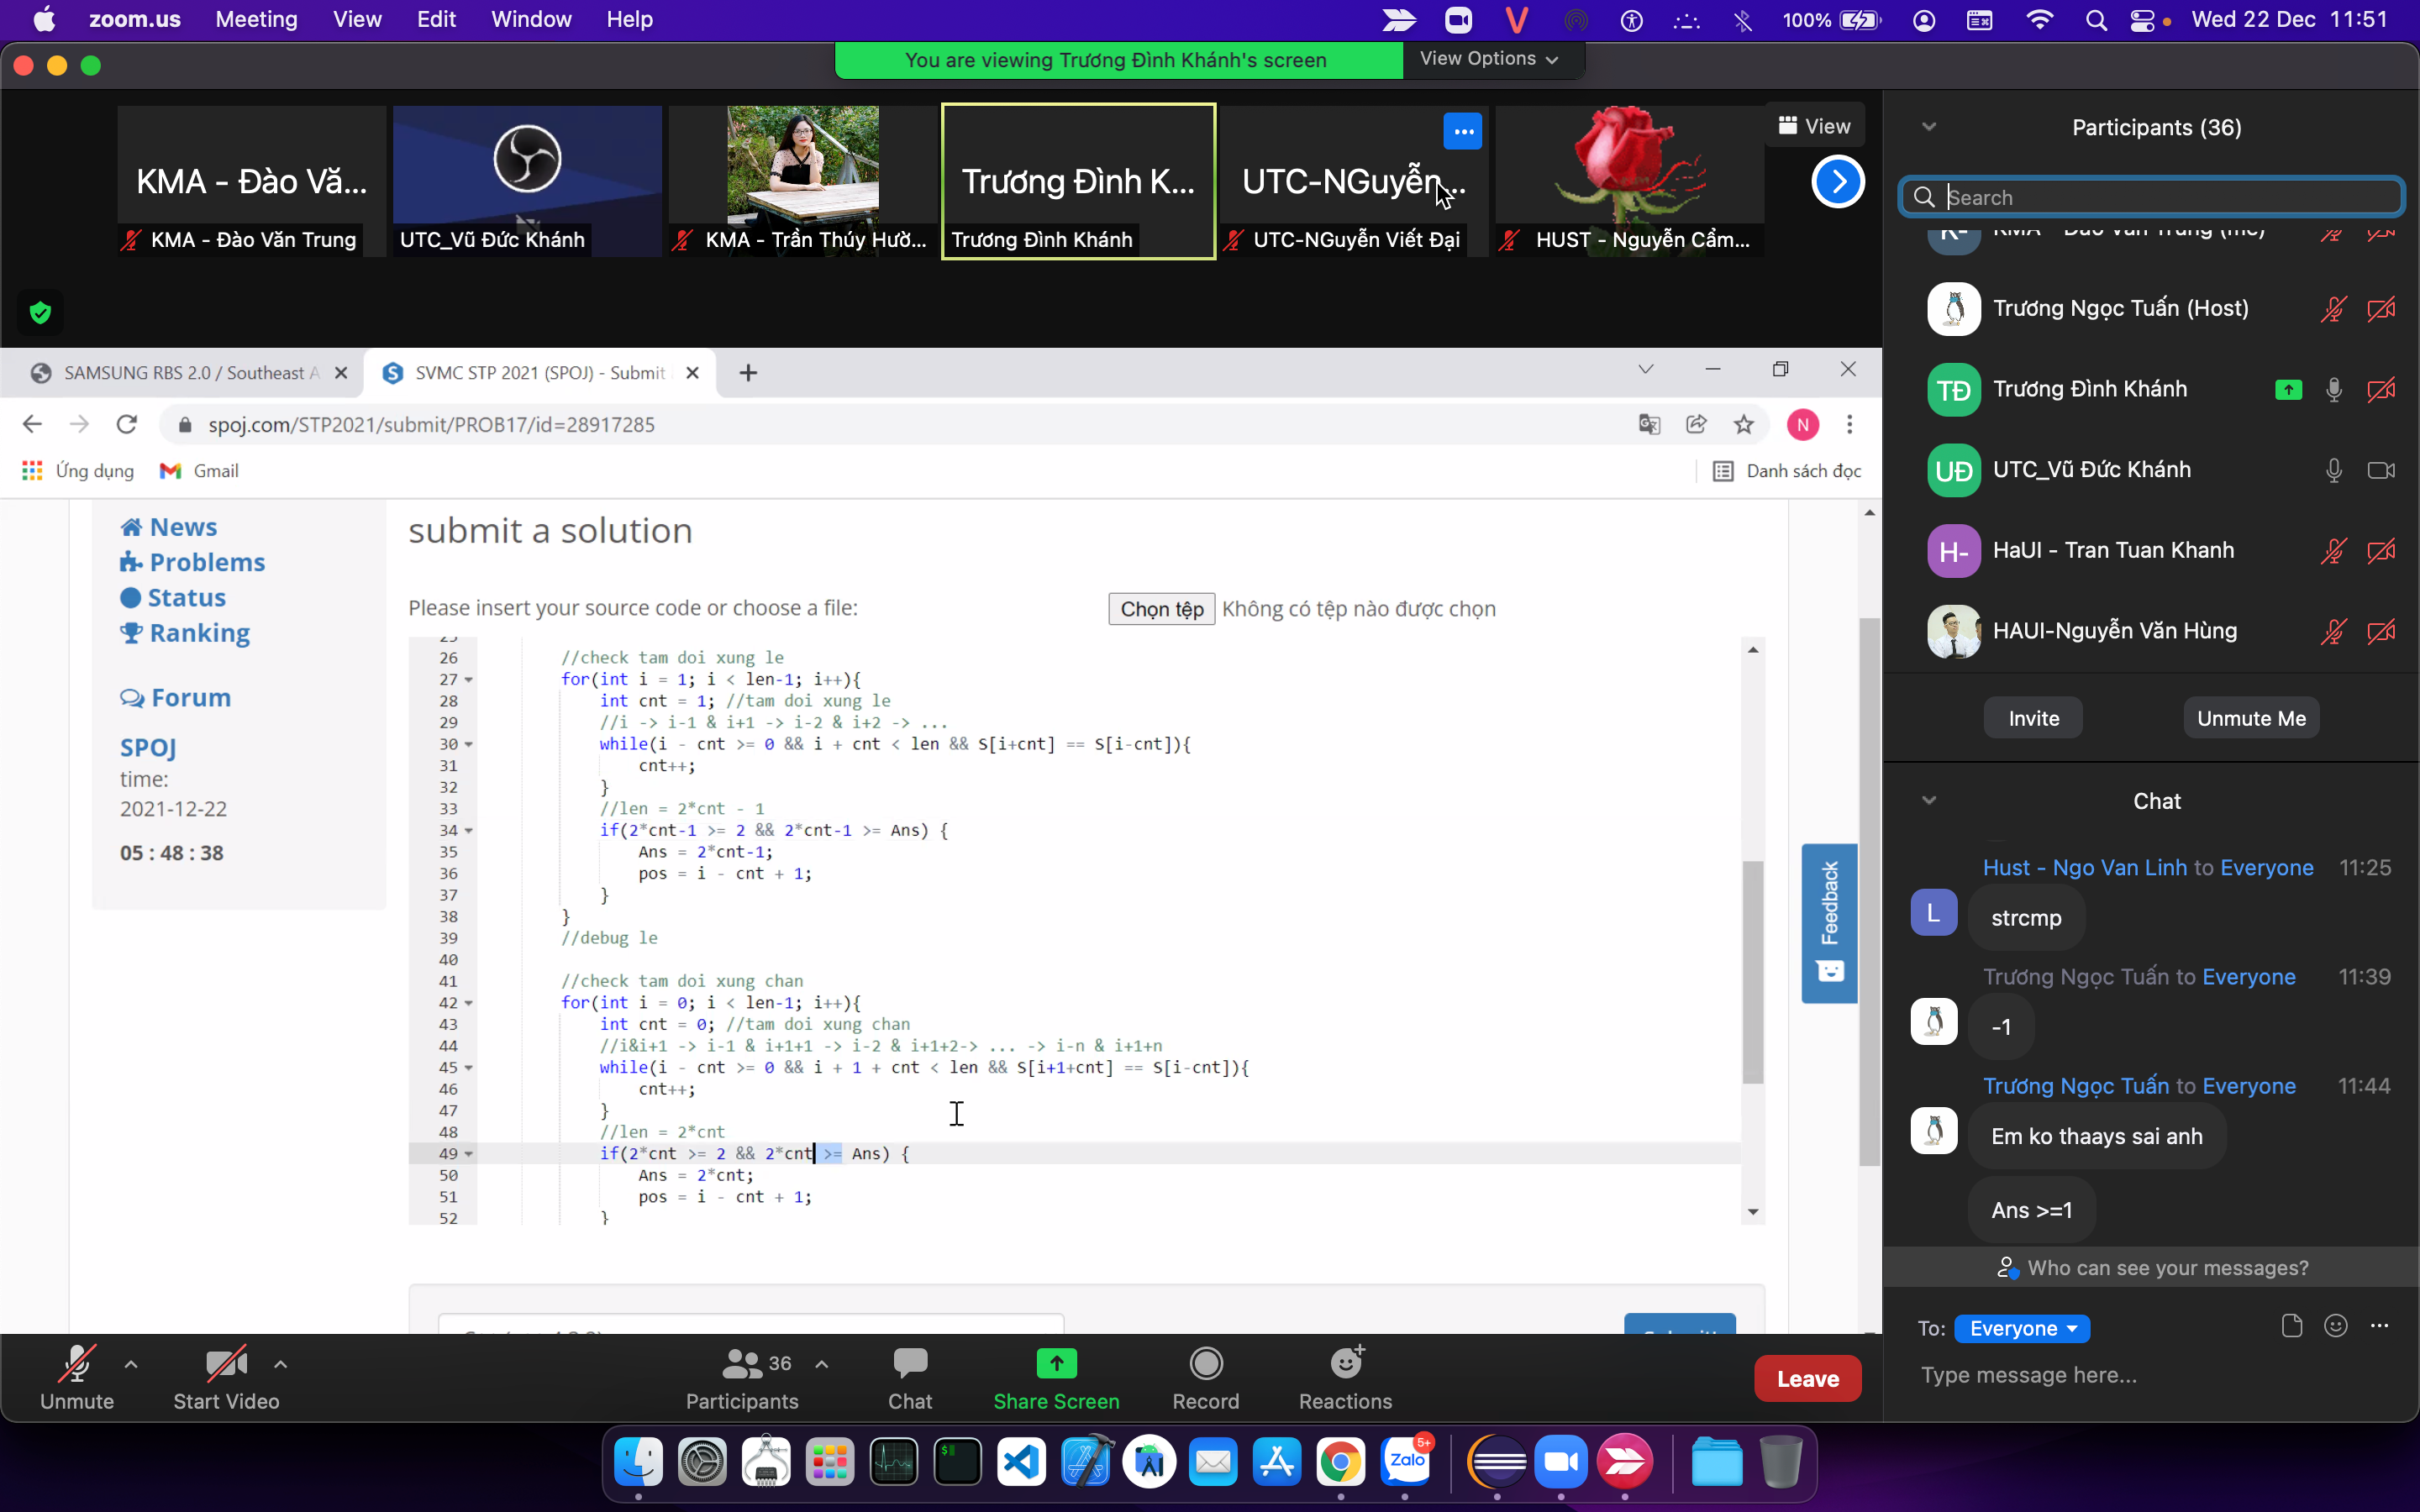 zoom.us Meeting View Edit Window Help 100% Wed 22 Dec 11:51
You are viewing Trương Đình Khánh's screen View Options
KMA - Đào Vă...
KMA - Đào Văn Trung
UTC_Vũ Đức Khánh
KMA - Trần Thúy Hườ...
Trương Đình K...
Trương Đình Khánh
UTC-NGuyễn...
UTC-NGuyễn Viết Đại
HUST - Nguyễn Cẩm...
View
SAMSUNG RBS 2.0 / Southeast A
SVMC STP 2021 (SPOJ) - Submit
spoj.com/STP2021/submit/PROB17/id=28917285
N
Ứng dụng
Gmail
Danh sách đọc
News
Problems
Status
Ranking
Forum
SPOJ
time:
2021-12-22
05 : 48 : 38
submit a solution
Please insert your source code or choose a file:
Chọn tệp Không có tệp nào được chọn
25
26 //check tam doi xung le
27 for(int i = 1; i < len-1; i++){
28 int cnt = 1; //tam doi xung le
29 //i -> i-1 & i+1 -> i-2 & i+2 -> ...
30 while(i - cnt >= 0 && i + cnt < len && S[i+cnt] == S[i-cnt]){
31 cnt++;
32 }
33 //len = 2*cnt - 1
34 if(2*cnt-1 >= 2 && 2*cnt-1 >= Ans) {
35 Ans = 2*cnt-1;
36 pos = i - cnt + 1;
37 }
38 }
39 //debug le
40
41 //check tam doi xung chan
42 for(int i = 0; i < len-1; i++){
43 int cnt = 0; //tam doi xung chan
44 //i&i+1 -> i-1 & i+1+1 -> i-2 & i+1+2-> ... -> i-n & i+1+n
45 while(i - cnt >= 0 && i + 1 + cnt < len && S[i+1+cnt] == S[i-cnt]){
46 cnt++;
47 }
48 //len = 2*cnt
49 if(2*cnt >= 2 && 2*cnt >= Ans) {
50 Ans = 2*cnt;
51 pos = i - cnt + 1;
52 }
Feedback
Participants (36)
Search
K- KMA - Đào Văn Trung (me)
Trương Ngọc Tuấn (Host)
TĐ Trương Đình Khánh
UĐ UTC_Vũ Đức Khánh
H- HaUI - Tran Tuan Khanh
HAUI-Nguyễn Văn Hùng
Invite
Unmute Me
Chat
Hust - Ngo Van Linh to Everyone 11:25
L
strcmp
Trương Ngọc Tuấn to Everyone 11:39
-1
Trương Ngọc Tuấn to Everyone 11:44
Em ko thaays sai anh
Ans >=1
Who can see your messages?
To: Everyone
Type message here...
Unmute
Start Video
36
Participants
Chat
Share Screen
Record
Reactions
Leave
Zalo
5+